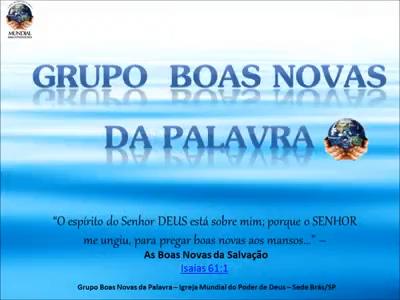 MUNDIAL
GRUPO BOAS NOVAS
DA PALAVRA
“O espírito do Senhor DEUS está sobre mim; porque o SENHOR
me ungiu, para pregar boas novas aos mansos...” –
As Boas Novas da Salvação
Isaías 61:1
Grupo Boas Novas da Palavra – Igreja Mundial do Poder de Deus – Sede Brás/SP